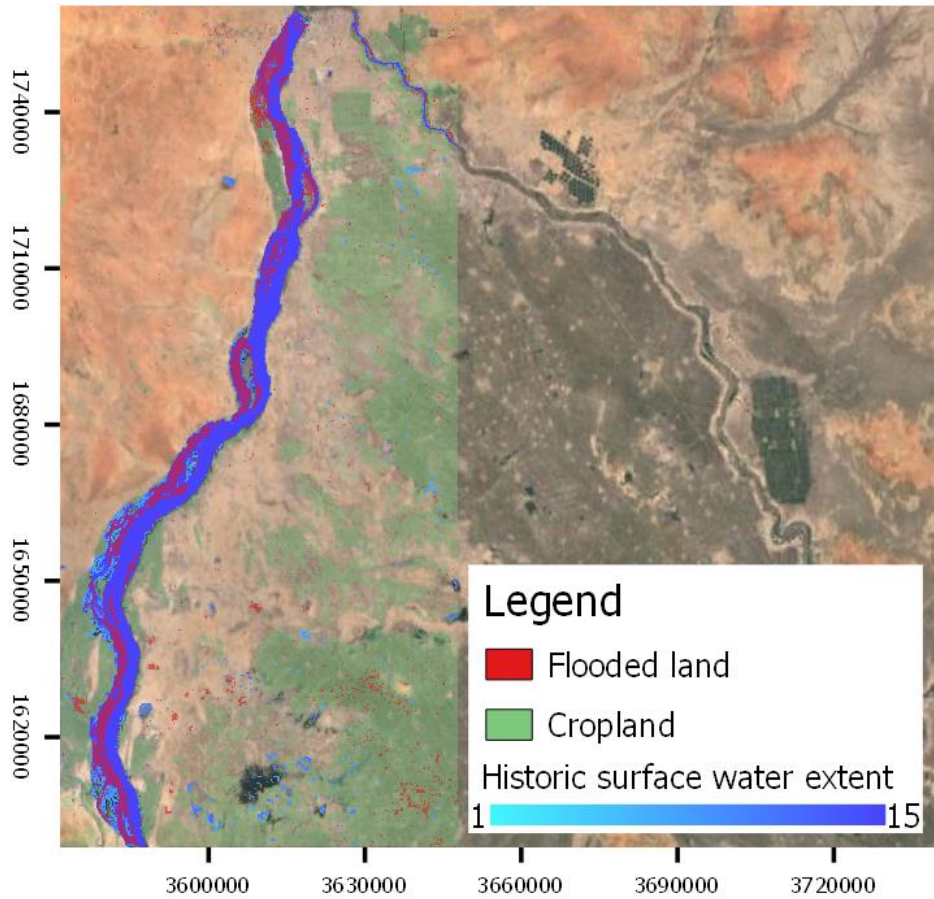 1740000
1710000
1680000
1650000
1620000
Legend
Flooded land
Cropland
Historic surface water extent
1 15
3600000 3630000 3660000 3690000 3720000